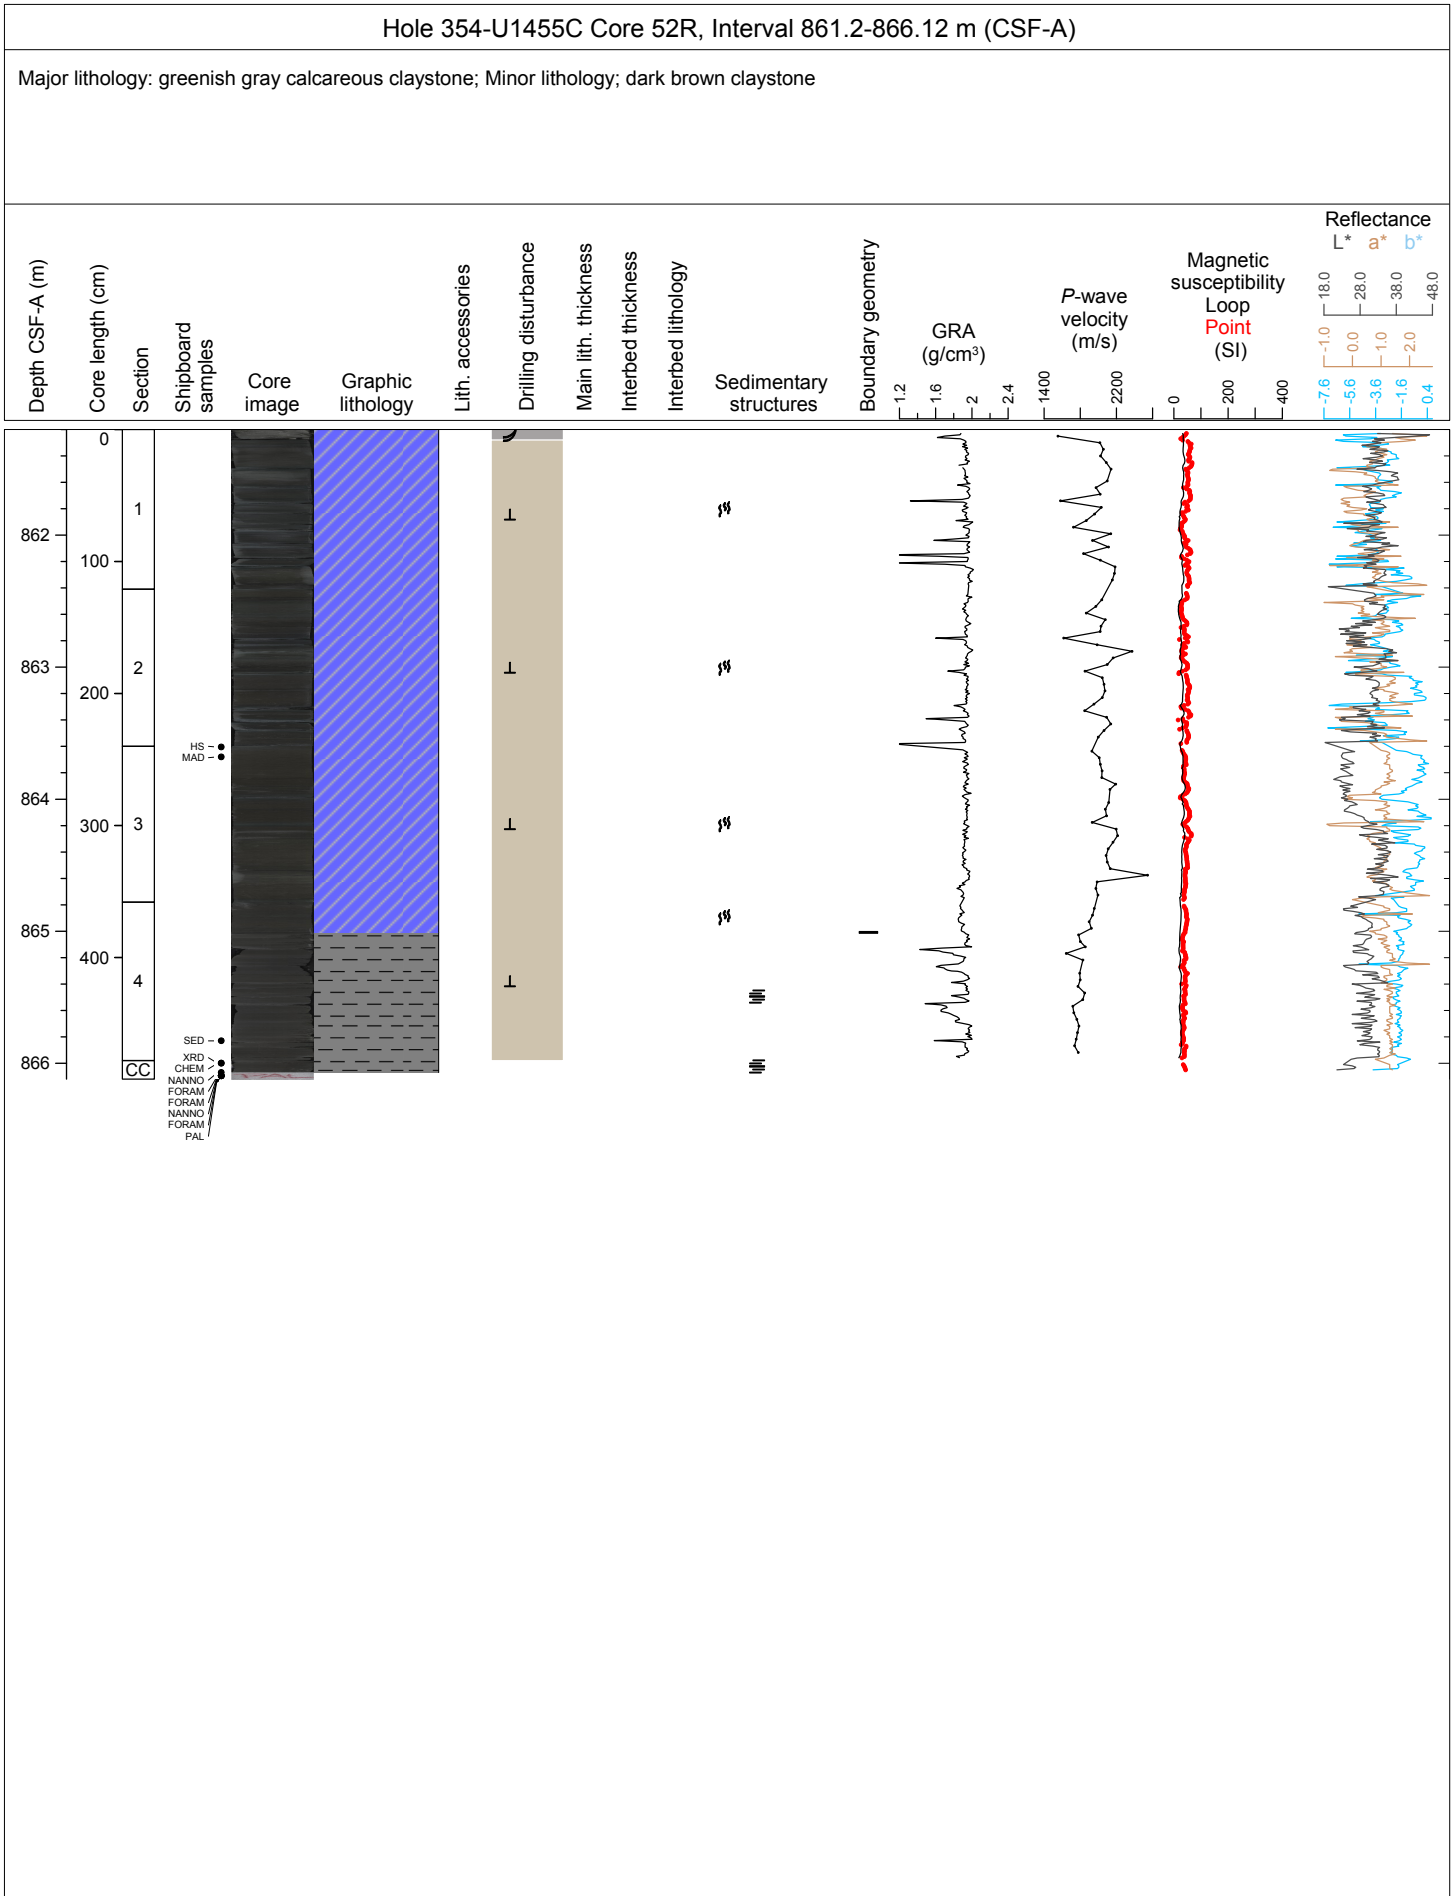 Hole 354-U1455C Core 52R, Interval 861.2-866.12 m (CSF-A)
Major lithology: greenish gray calcareous claystone; Minor lithology; dark brown claystone
Depth CSF-A (m)
Core length (cm)
Section
Shipboard
samples
Core
image
Graphic
lithology
Lith. accessories
Drilling disturbance
Main lith. thickness
Interbed thickness
Interbed lithology
Sedimentary
structures
Boundary geometry
GRA
(g/cm³)
1.2
1.6
2
2.4
P-wave
velocity
(m/s)
1400
2200
Magnetic
susceptibility
Loop
Point
(SI)
0
200
400
Reflectance
L* a* b*
18.0
28.0
38.0
48.0
-1.0
0.0
1.0
2.0
-7.6
-5.6
-3.6
-1.6
0.4
862
863
864
865
866
0
100
200
300
400
1
2
3
4
CC
HS
MAD
SED
XRD
CHEM
NANNO
FORAM
FORAM
NANNO
FORAM
PAL